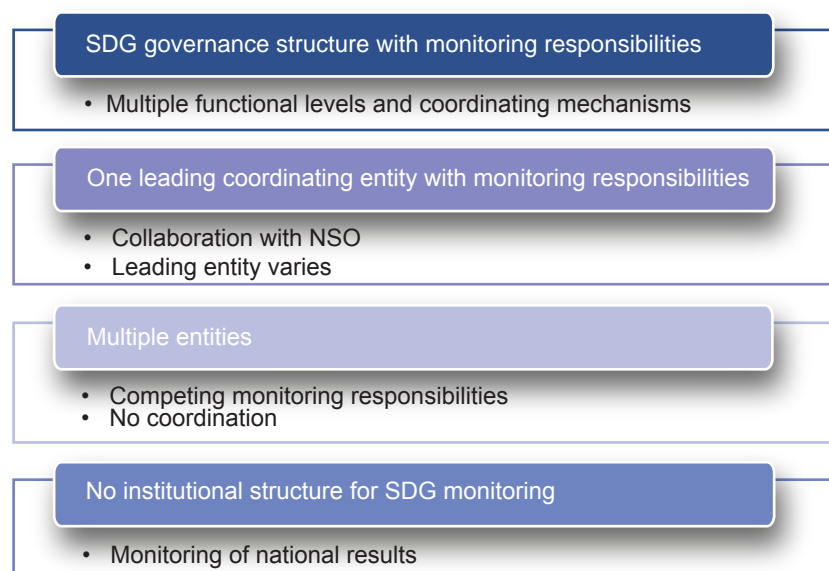 SDG governance structure with monitoring responsibilities
• Multiple functional levels and coordinating mechanisms
One leading coordinating entity with monitoring responsibilities
• Collaboration with NSO
• Leading entity varies
Multiple entities
• Competing monitoring responsibilities
• No coordination
No institutional structure for SDG monitoring
• Monitoring of national results